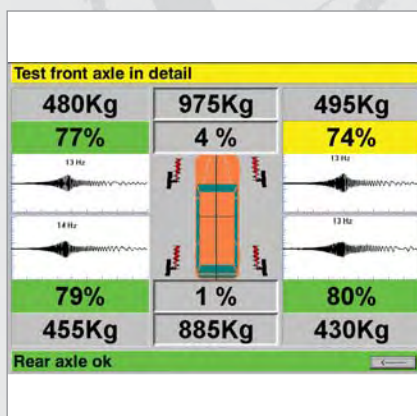 Test front axle in detail
480Kg 975Kg 495Kg
77% 4 % 74%
13 Hz 13 Hz
14 Hz 13 Hz
79% 1 % 80%
455Kg 885Kg 430Kg
Rear axle ok